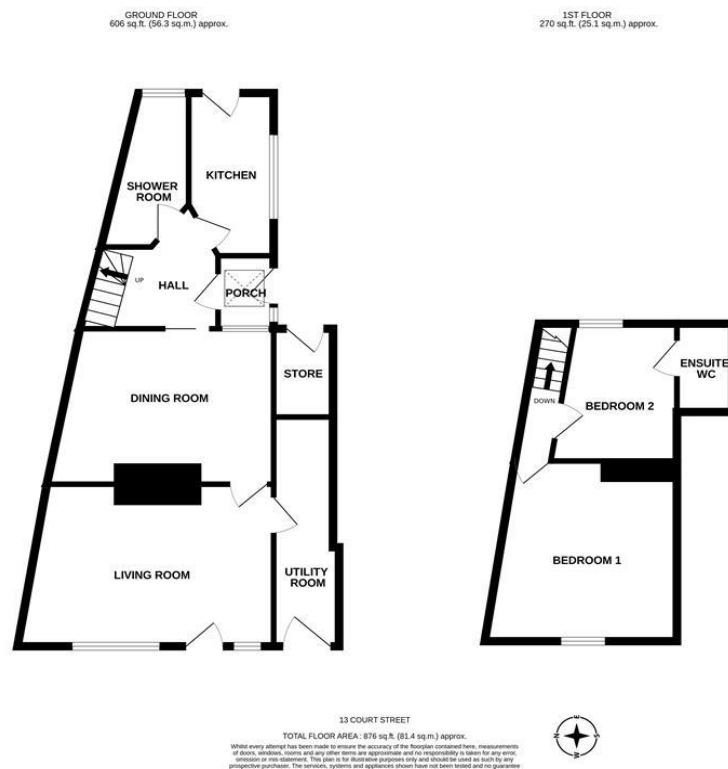 GROUND FLOOR
606 sq.ft. (56.3 sq.m.) approx.
1ST FLOOR
270 sq.ft. (25.1 sq.m.) approx.
SHOWER
ROOM
KITCHEN
UP
HALL
PORCH
STORE
DINING ROOM
LIVING ROOM
UTILITY
ROOM
ENSUITE
WC
DOWN
BEDROOM 2
BEDROOM 1
13 COURT STREET
TOTAL FLOOR AREA : 876 sq.ft. (81.4 sq.m.) approx.
Whilst every attempt has been made to ensure the accuracy of the floorplan contained here, measurements
of doors, windows, rooms and any other items are approximate and no responsibility is taken for any error,
omission or mis-statement. This plan is for illustrative purposes only and should be used as such by any
prospective purchaser. The services, systems and appliances shown have not been tested and no guarantee
N
E
S
W